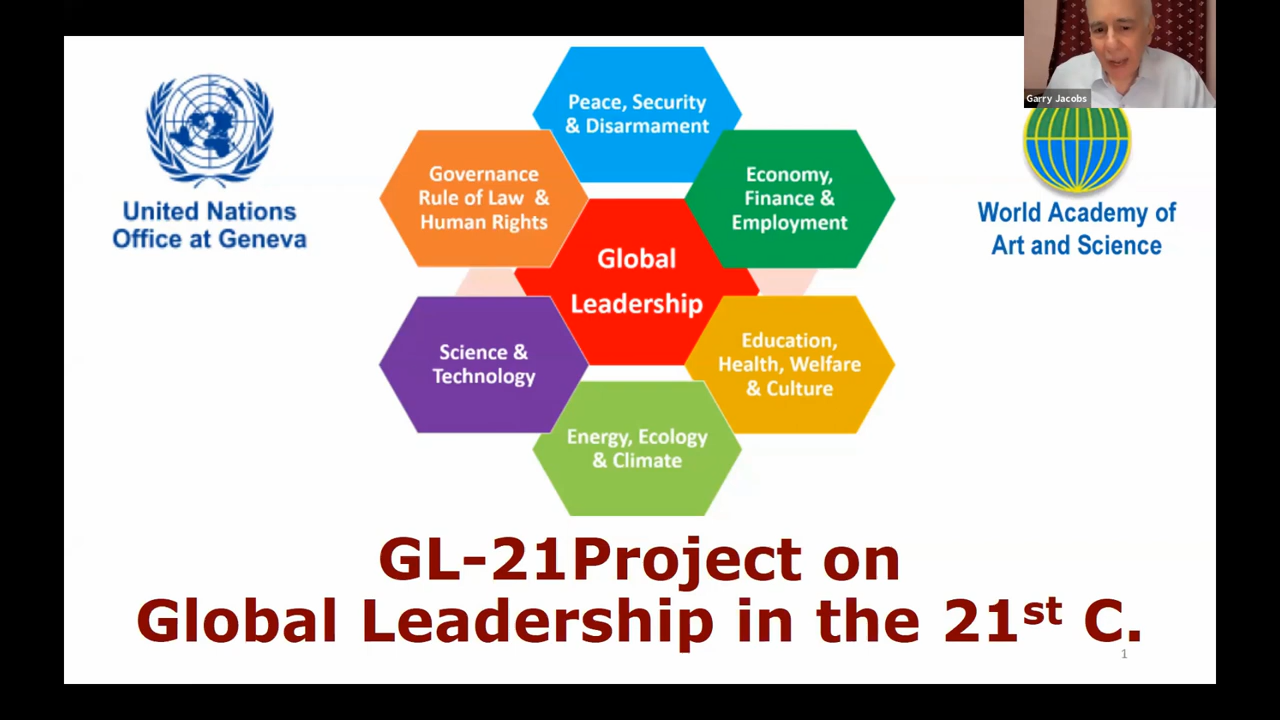 Garry Jacobs
United Nations
Office at Geneva
World Academy of
Art and Science
Peace, Security
& Disarmament
Governance
Rule of Law &
Human Rights
Economy,
Finance &
Employment
Global
Leadership
Science &
Technology
Education,
Health, Welfare
& Culture
Energy, Ecology
& Climate
GL-21Project on
Global Leadership in the 21st C.
1